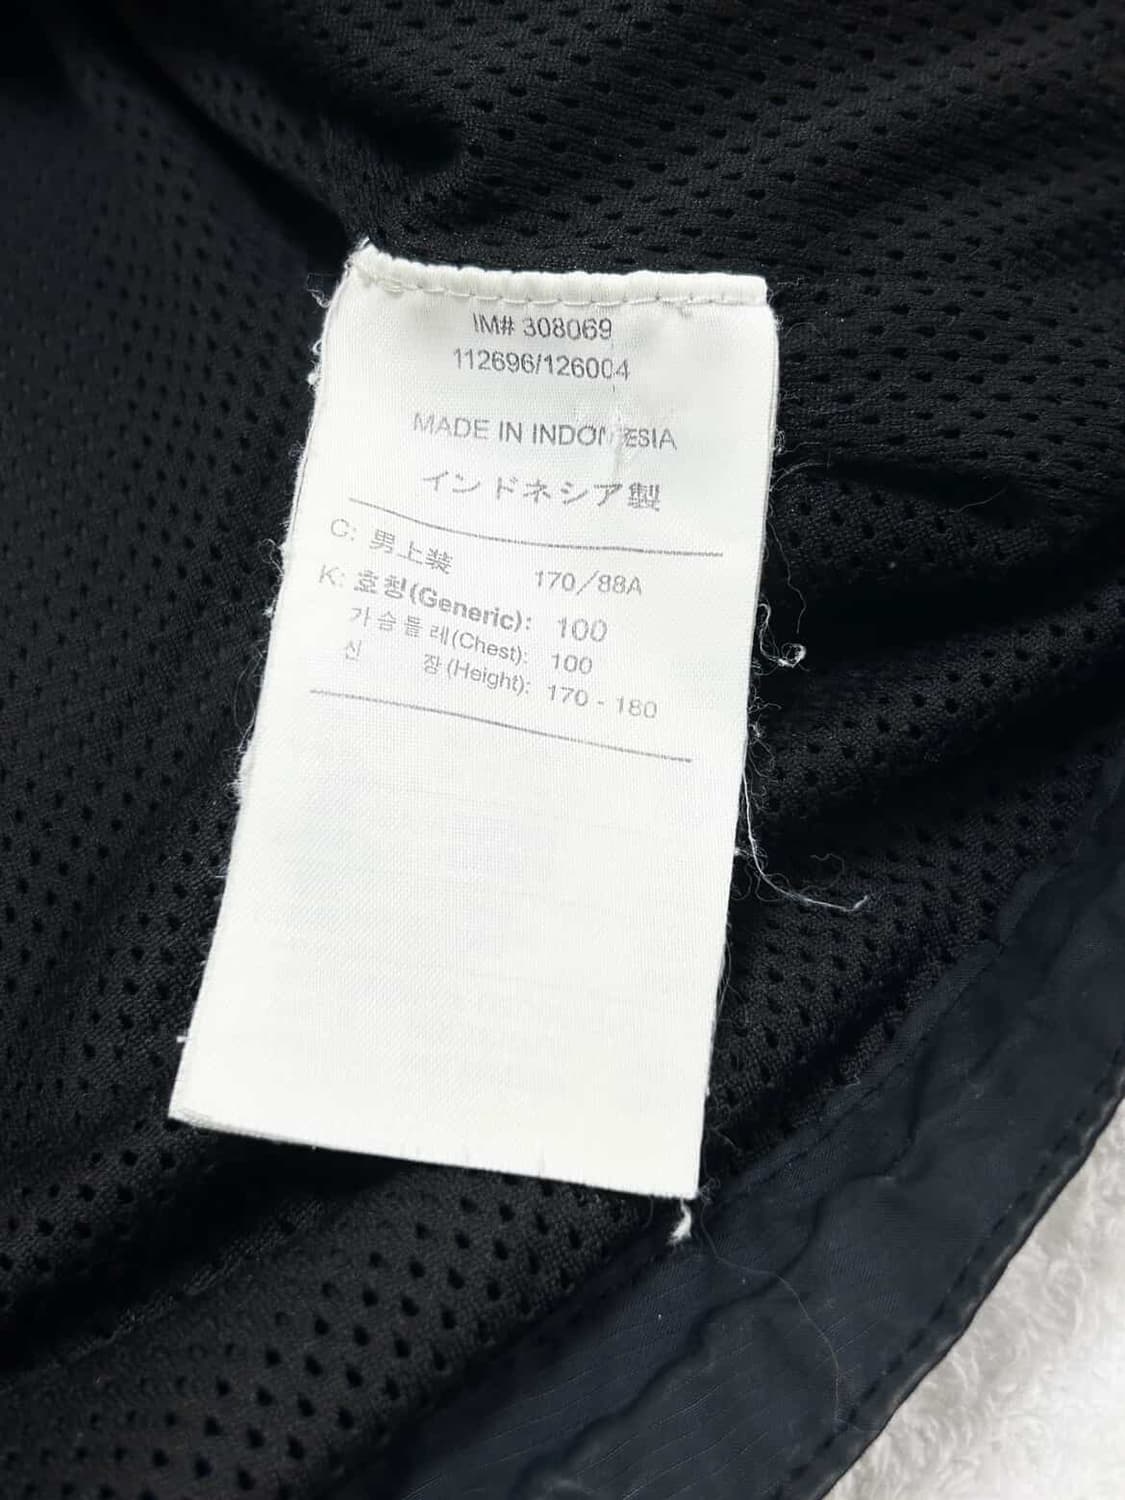 IM# 308069
112696/126004
MADE IN INDONESIA
インドネシア製
C: 男上装 170/88A
K: 호칭(Generic): 100
가슴둘레(Chest): 100
신 장(Height): 170 - 180